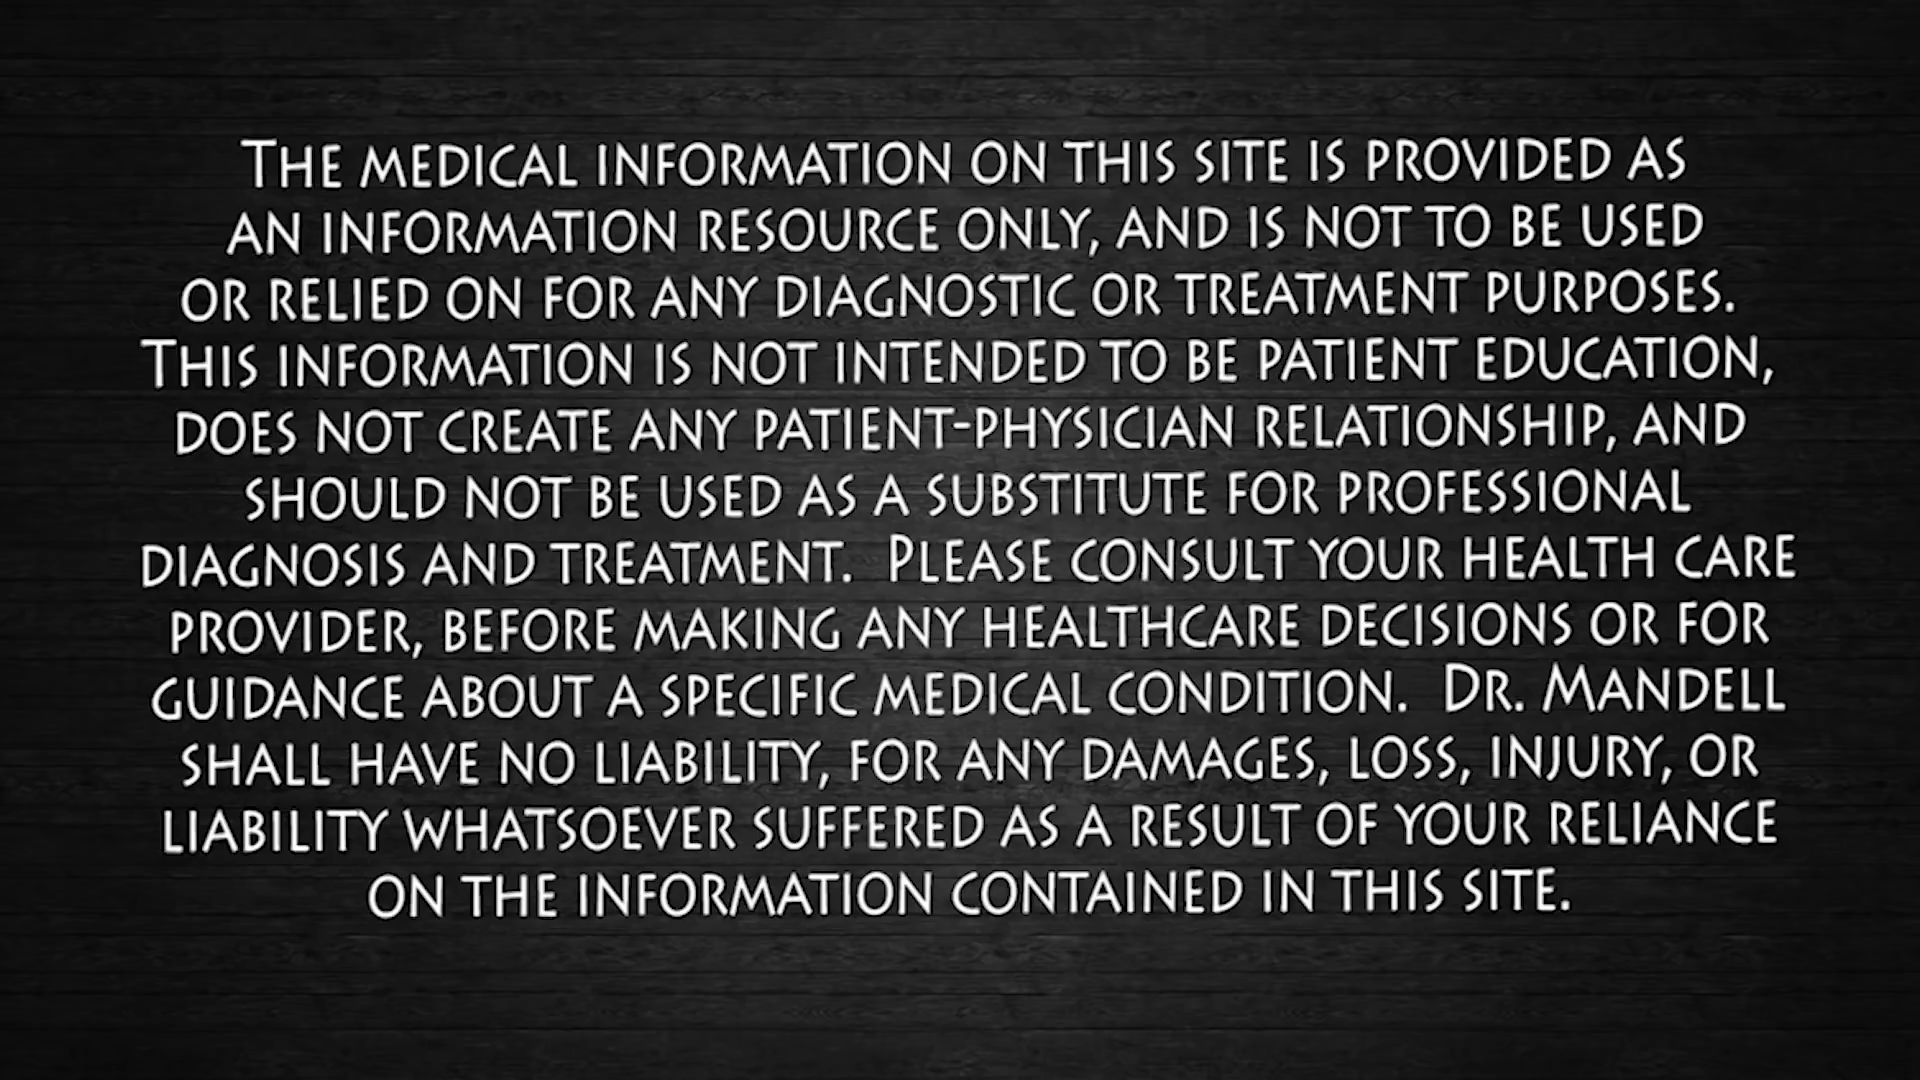 The medical information on this site is provided as
an information resource only, and is not to be used
or relied on for any diagnostic or treatment purposes.
This information is not intended to be patient education,
does not create any patient-physician relationship, and
should not be used as a substitute for professional
diagnosis and treatment.  Please consult your health care
provider, before making any healthcare decisions or for
guidance about a specific medical condition.  Dr. Mandell
shall have no liability, for any damages, loss, injury, or
liability whatsoever suffered as a result of your reliance
on the information contained in this site.